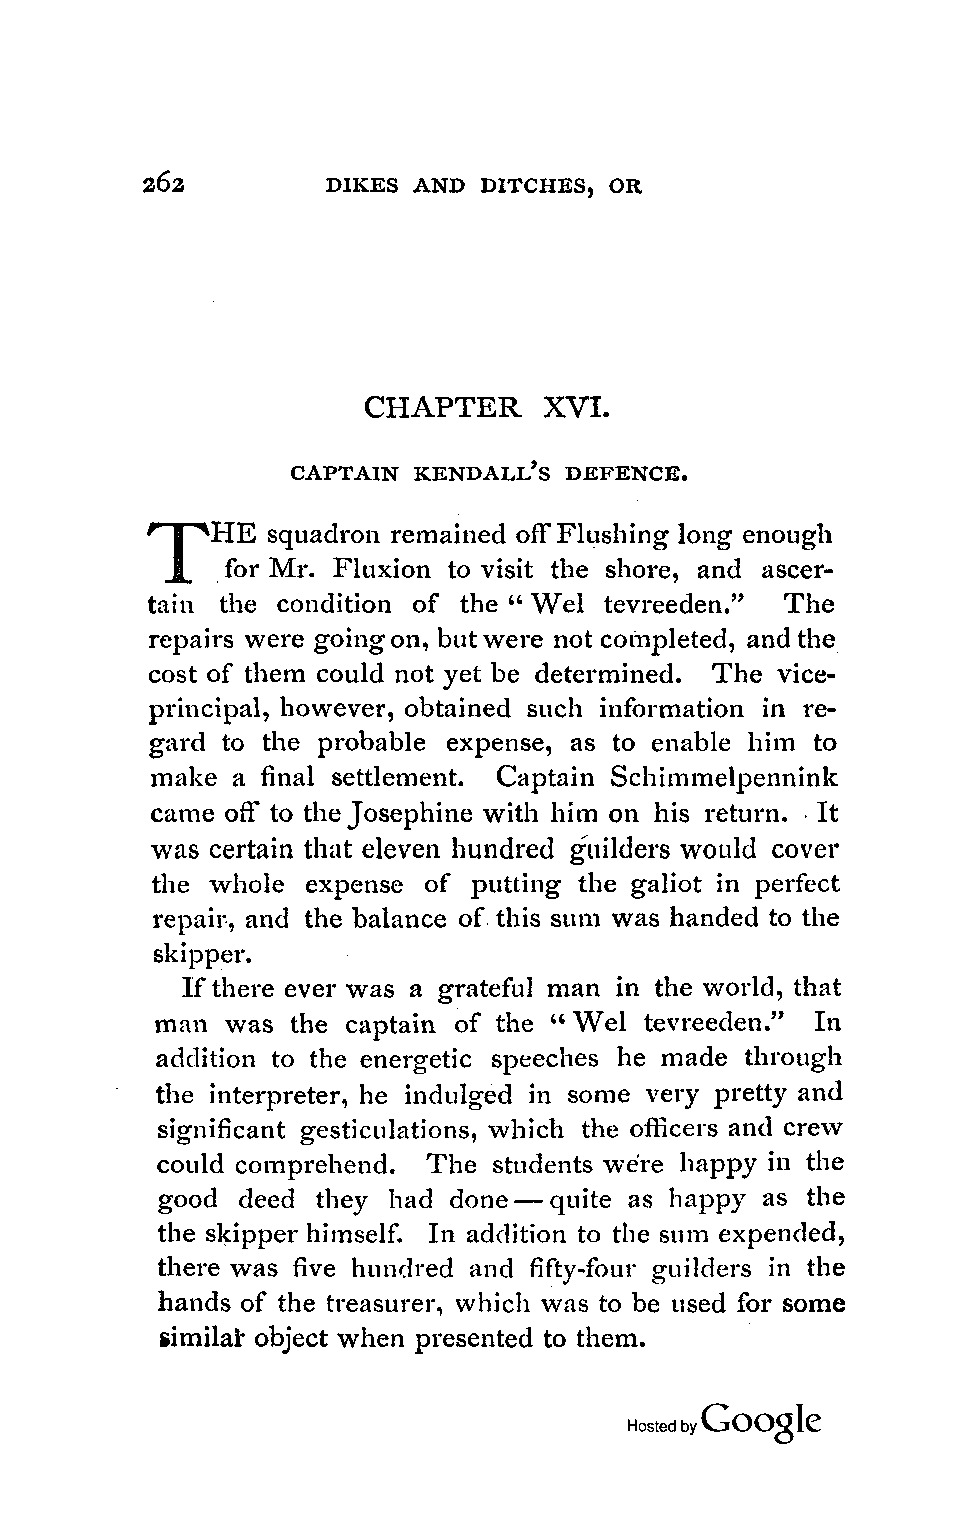 262 DIKES AND DITCHES, OR
CHAPTER XVI.
CAPTAIN KENDALL'S DEFENCE.
THE squadron remained off Flushing long enough
for Mr. Fluxion to visit the shore, and ascer-
tain the condition of the “Wel tevreeden.” The
repairs were going on, but were not completed, and the
cost of them could not yet be determined. The vice-
principal, however, obtained such information in re-
gard to the probable expense, as to enable him to
make a final settlement. Captain Schimmelpennink
came off to the Josephine with him on his return. It
was certain that eleven hundred guilders would cover
the whole expense of putting the galiot in perfect
repair, and the balance of this sum was handed to the
skipper.
If there ever was a grateful man in the world, that
man was the captain of the “Wel tevreeden.” In
addition to the energetic speeches he made through
the interpreter, he indulged in some very pretty and
significant gesticulations, which the officers and crew
could comprehend. The students were happy in the
good deed they had done — quite as happy as the
the skipper himself. In addition to the sum expended,
there was five hundred and fifty-four guilders in the
hands of the treasurer, which was to be used for some
similar object when presented to them.
Hosted by Google